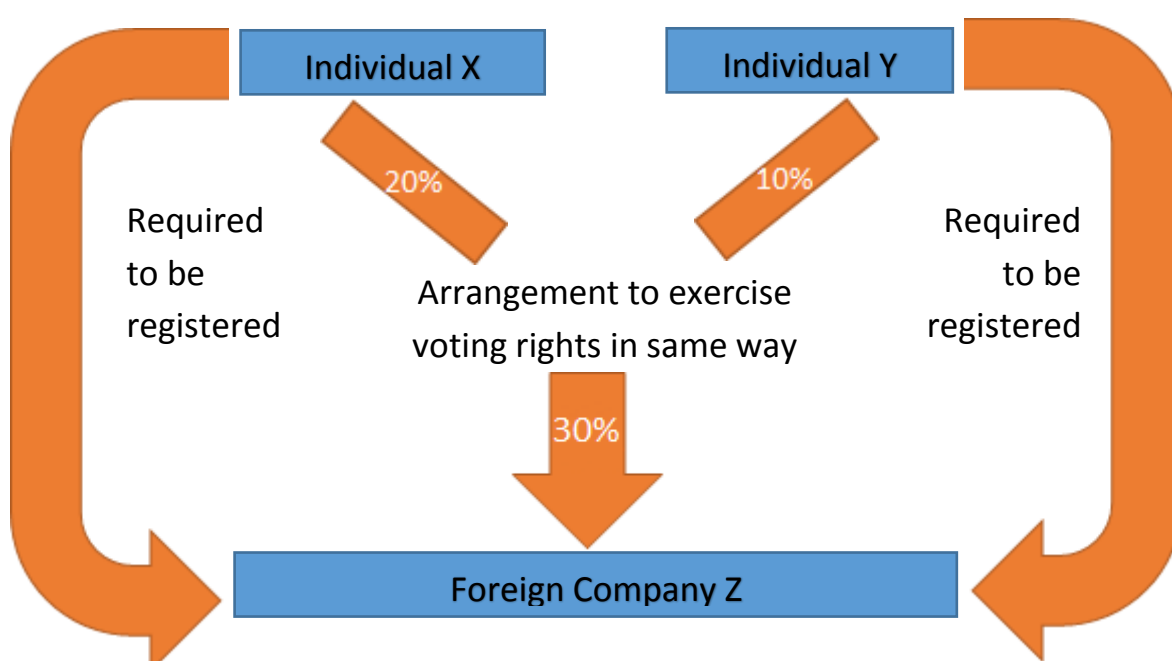 Individual X
Individual Y
20%
10%
Required
to be
registered
Required
to be
registered
Arrangement to exercise
voting rights in same way
30%
Foreign Company Z